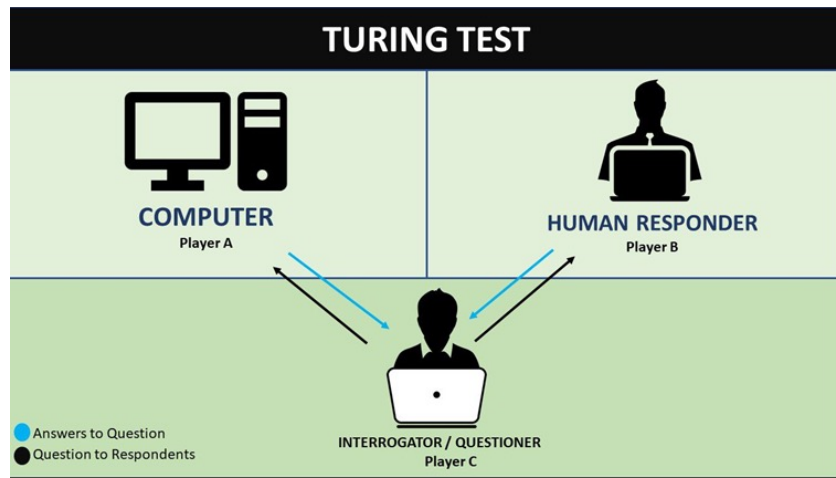 TURING TEST
COMPUTER
Player A
HUMAN RESPONDER
Player B
INTERROGATOR / QUESTIONER
Player C
Answers to Question
Question to Respondents